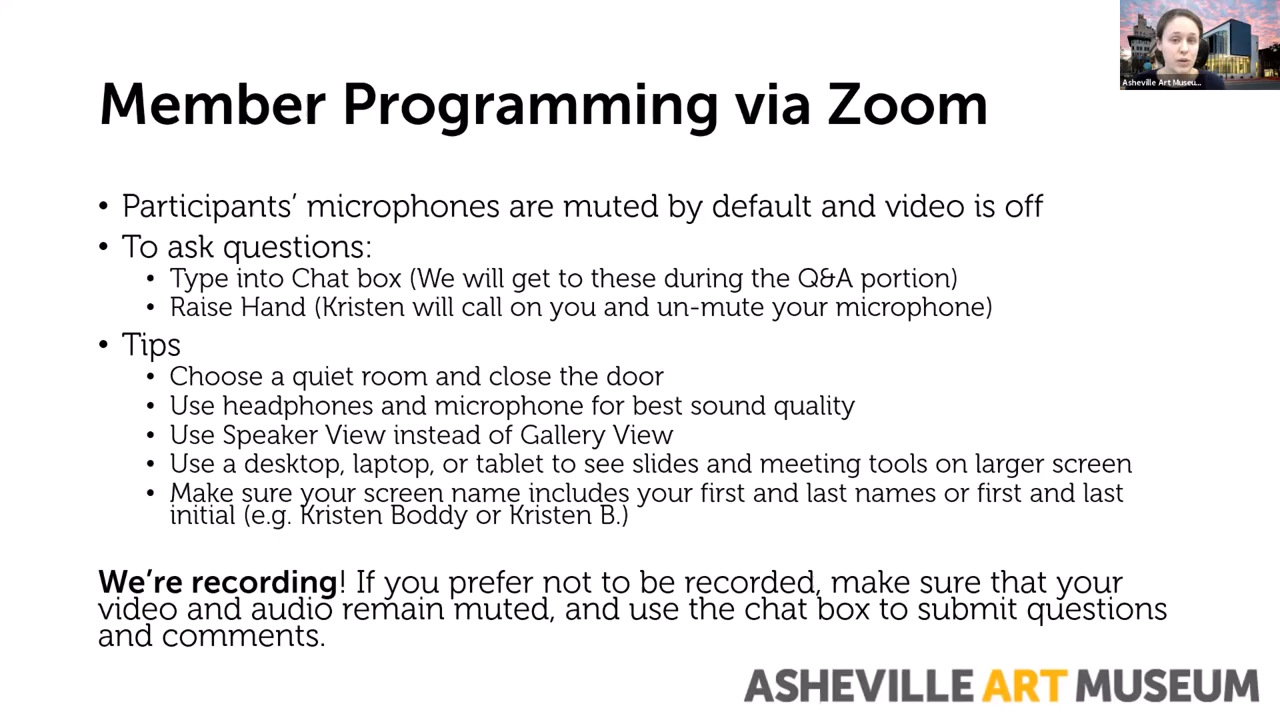 Asheville Art Museu...
Member Programming via Zoom
• Participants’ microphones are muted by default and video is off
• To ask questions:
• Type into Chat box (We will get to these during the Q&A portion)
• Raise Hand (Kristen will call on you and un-mute your microphone)
• Tips
• Choose a quiet room and close the door
• Use headphones and microphone for best sound quality
• Use Speaker View instead of Gallery View
• Use a desktop, laptop, or tablet to see slides and meeting tools on larger screen
• Make sure your screen name includes your first and last names or first and last
initial (e.g. Kristen Boddy or Kristen B.)
We’re recording! If you prefer not to be recorded, make sure that your
video and audio remain muted, and use the chat box to submit questions
and comments.
ASHEVILLE ART MUSEUM